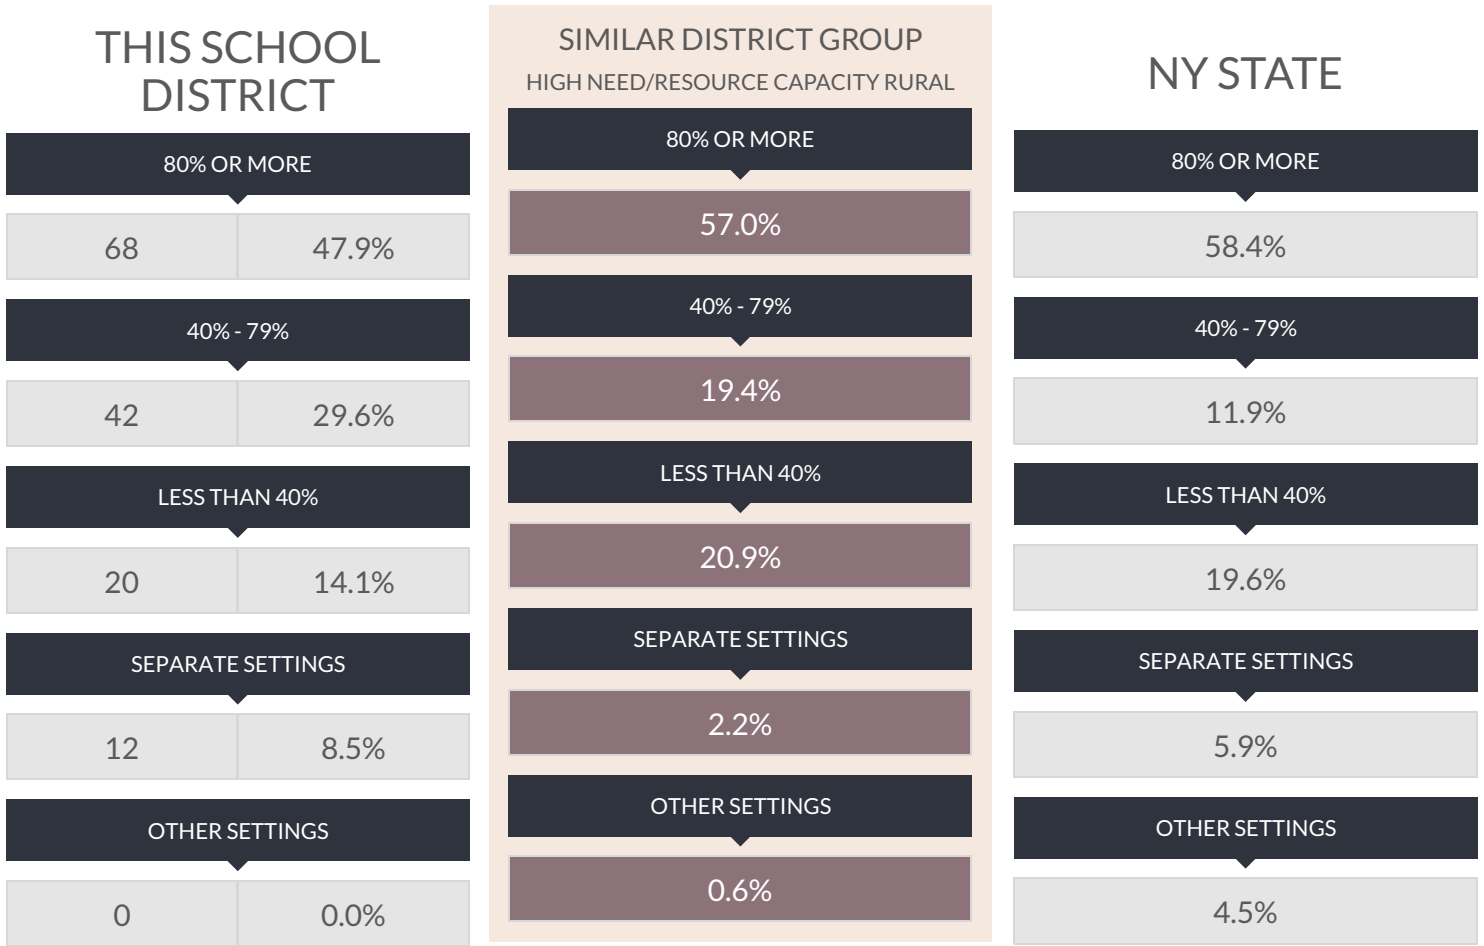 THIS SCHOOL
DISTRICT
80% OR MORE
68 47.9%
40% - 79%
42 29.6%
LESS THAN 40%
20 14.1%
SEPARATE SETTINGS
12 8.5%
OTHER SETTINGS
0 0.0%
SIMILAR DISTRICT GROUP
HIGH NEED/RESOURCE CAPACITY RURAL
80% OR MORE
57.0%
40% - 79%
19.4%
LESS THAN 40%
20.9%
SEPARATE SETTINGS
2.2%
OTHER SETTINGS
0.6%
NY STATE
80% OR MORE
58.4%
40% - 79%
11.9%
LESS THAN 40%
19.6%
SEPARATE SETTINGS
5.9%
OTHER SETTINGS
4.5%